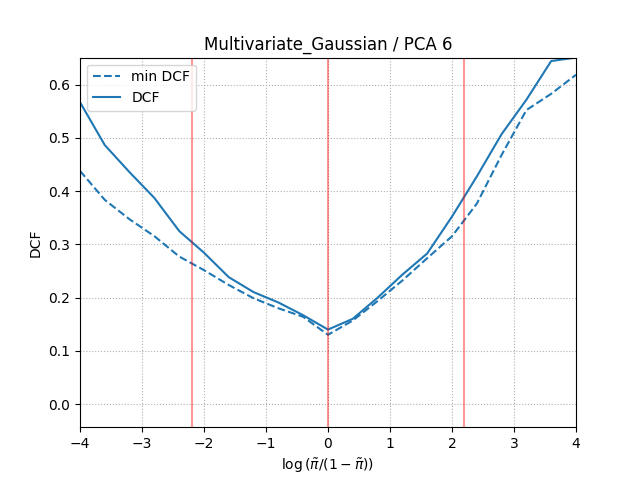 Multivariate_Gaussian / PCA 6
min DCF
DCF
0.6
0.5
0.4
0.3
0.2
0.1
0.0
DCF
−4 −3 −2 −1 0 1 2 3 4
log (π̃/(1 − π̃))